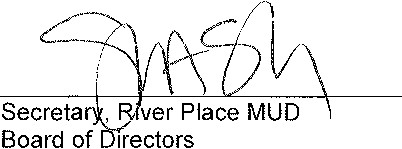 Secretary, River Place MUD
Board of Directors